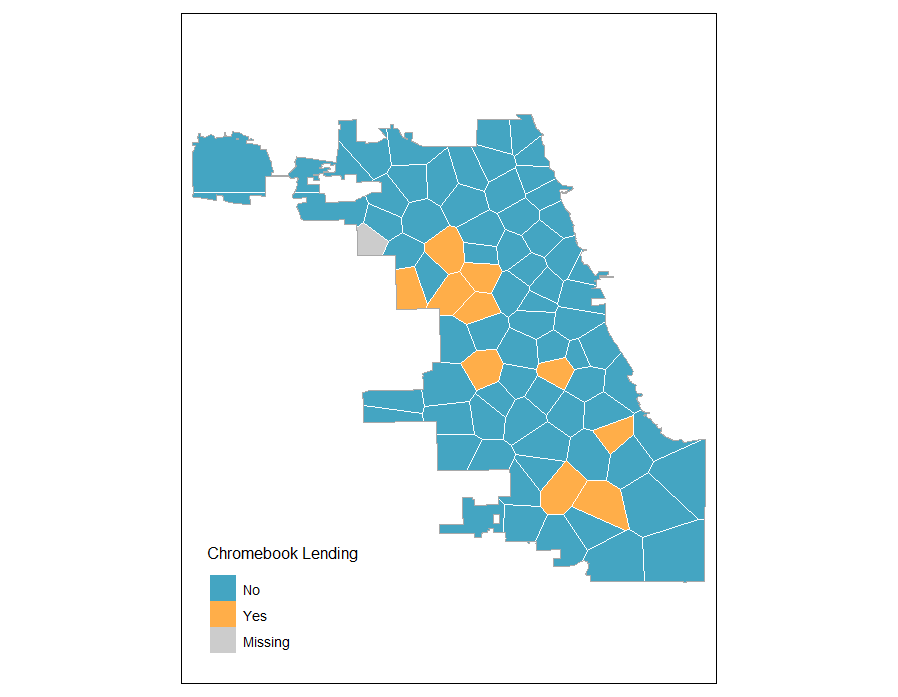 Chromebook Lending
No
Yes
Missing